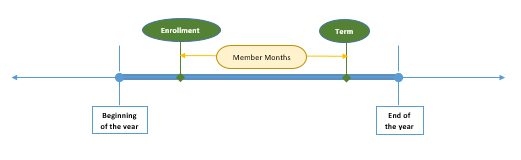 Enrollment
Term
Member Months
Beginning
of the year
End of
the year